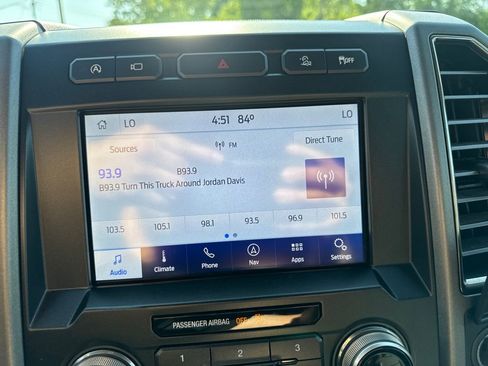 OFF
LO 4:51 84° LO
Sources FM Direct Tune
93.9 B93.9
B93.9 Turn This Truck Around Jordan Davis
103.5 105.1 98.1 93.5 96.9 101.5
Audio Climate Phone Nav Apps Settings
PASSENGER AIRBAG OFF
1 2 3